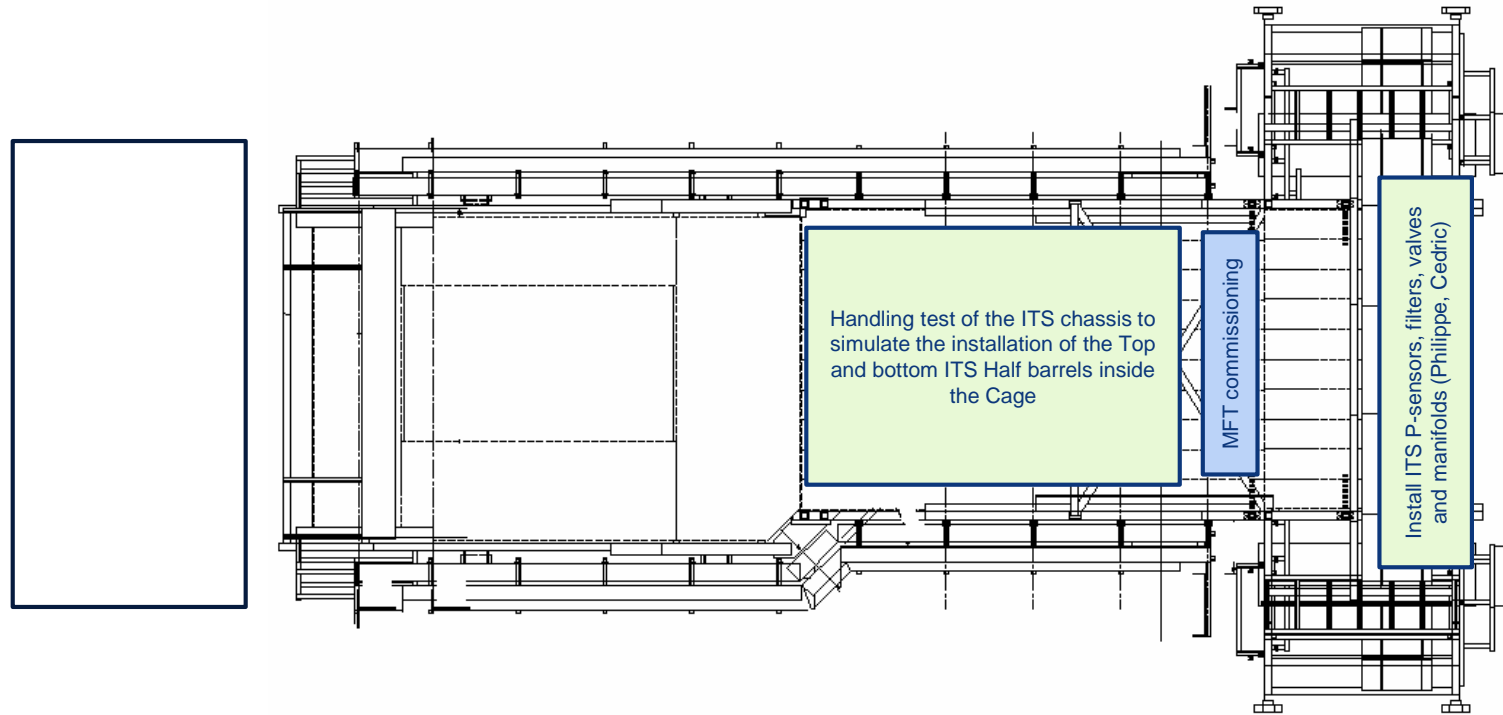 Handling test of the ITS chassis to
simulate the installation of the Top
and bottom ITS Half barrels inside
the Cage
MFT commissioning
Install ITS P-sensors, filters, valves
and manifolds (Philippe, Cedric)